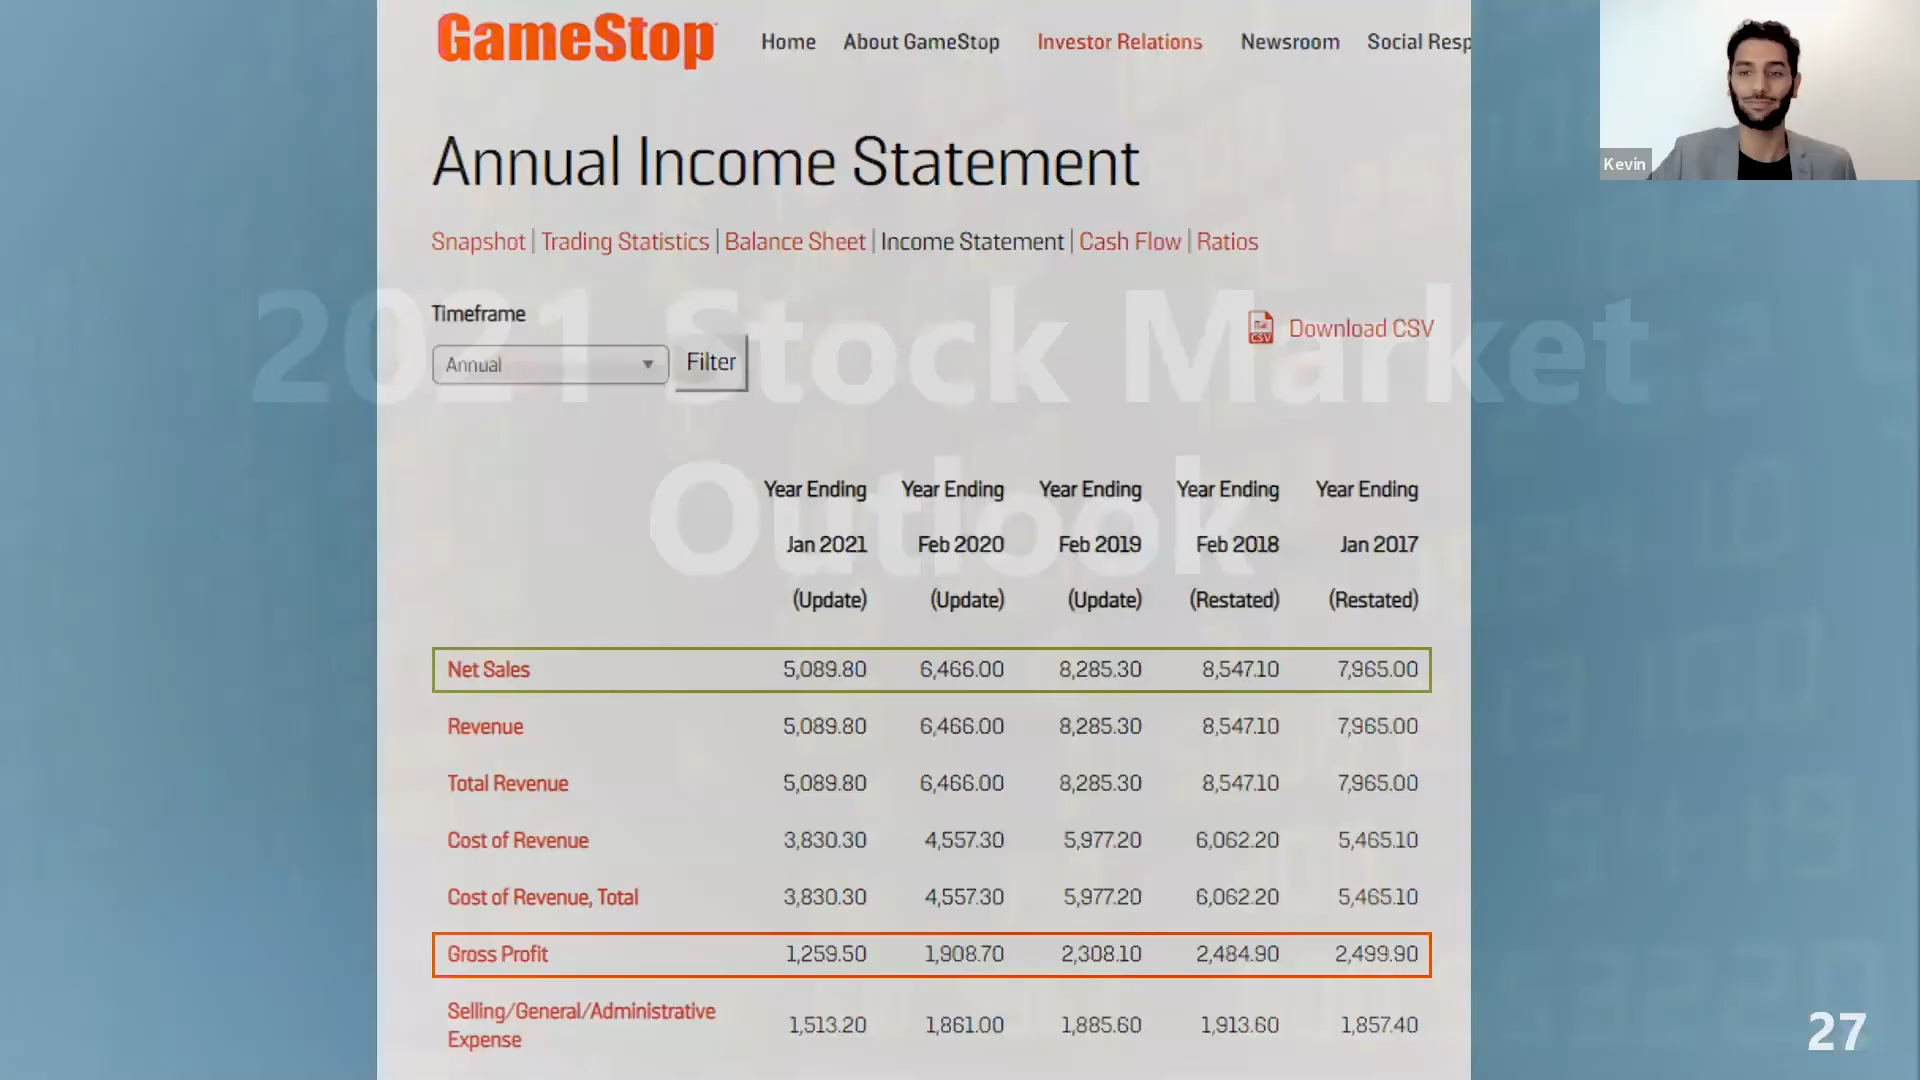 GameStop
Home About GameStop Investor Relations Newsroom Social Resp
Kevin
Annual Income Statement
Snapshot | Trading Statistics | Balance Sheet | Income Statement | Cash Flow | Ratios
2021 Stock Market
Outlook
Timeframe
Annual
Filter
CSV Download CSV
Year Ending Year Ending Year Ending Year Ending Year Ending
Jan 2021 Feb 2020 Feb 2019 Feb 2018 Jan 2017
(Update) (Update) (Update) (Restated) (Restated)
Net Sales 5,089.80 6,466.00 8,285.30 8,547.10 7,965.00
Revenue 5,089.80 6,466.00 8,285.30 8,547.10 7,965.00
Total Revenue 5,089.80 6,466.00 8,285.30 8,547.10 7,965.00
Cost of Revenue 3,830.30 4,557.30 5,977.20 6,062.20 5,465.10
Cost of Revenue, Total 3,830.30 4,557.30 5,977.20 6,062.20 5,465.10
Gross Profit 1,259.50 1,908.70 2,308.10 2,484.90 2,499.90
Selling/General/Administrative
Expense 1,513.20 1,861.00 1,885.60 1,913.60 1,857.40
27